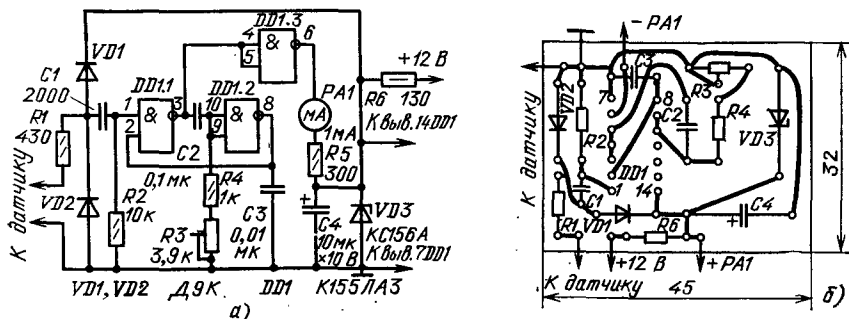 DD1.3
4
5
&
6
VD1
C1
2000
DD1.1
DD1.2
PA1
мА
1мА
+12 В
R6
130
К выв.14DD1
R1
430
1
2
&
3
10
9
&
8
C2
0,1 мк
R5
300
К датчику
VD2
R2
10к
R4
1к
R3
3,9к
C3
0,01
мк
+
C4
10мк
×10 В
VD3
КС156А
К выв.7DD1
VD1, VD2
Д9К
DD1
К155ЛА3
а)
- PA1
C3
VD2
7
8
R3
R2
C2
R4
VD3
К датчику
DD1
1
14
C1
R1
VD1
R6
+
C4
32
+12 В
+PA1
К датчику
45
б)